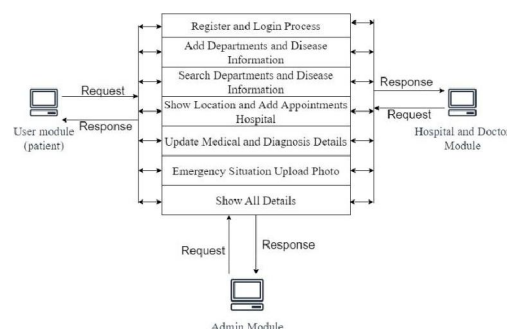 Register and Login Process
Add Departments and Disease
Information
Search Departments and Disease
Information
Show Location and Add Appointments
Hospital
Update Medical and Diagnosis Details
Emergency Situation Upload Photo
Show All Details
Request
Response
User module
(patient)
Response
Request
Hospital and Doctor
Module
Request
Response
Admin Module